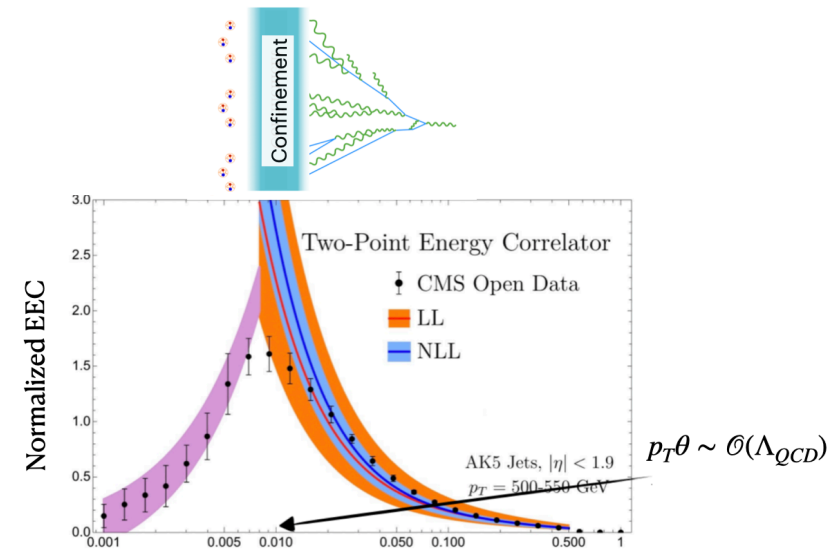 Confinement
3.0
Two-Point Energy Correlator
2.5
CMS Open Data
2.0
LL
NLL
1.5
1.0
Normalized EEC
AK5 Jets, |η| < 1.9
p_T = 500-550 GeV
p_Tθ ~ 𝒪(Λ_QCD)
0.5
0.0
0.001 0.005 0.010 0.050 0.100 0.500 1